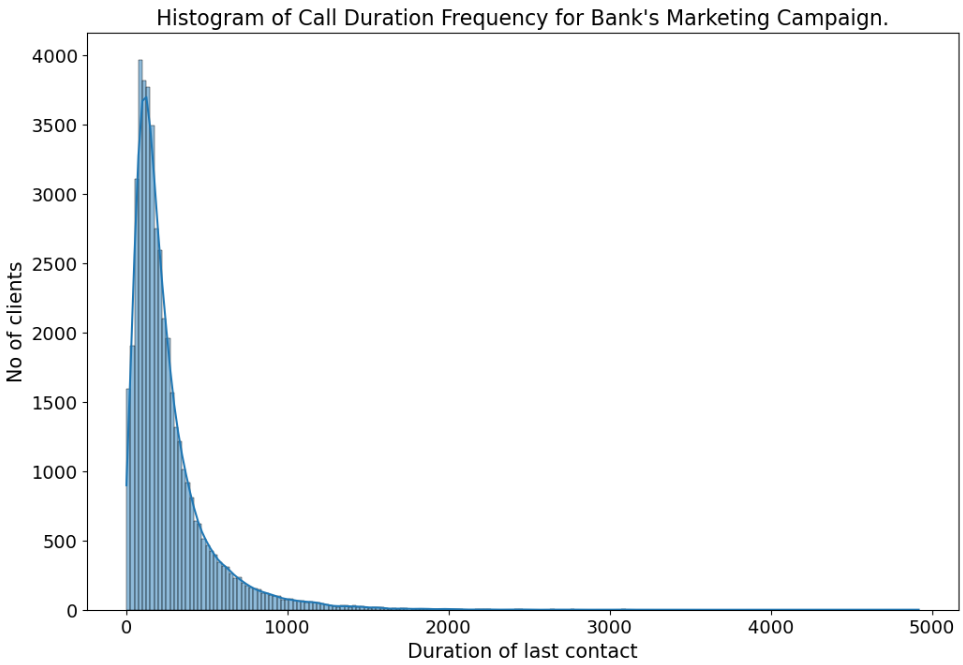 Histogram of Call Duration Frequency for Bank's Marketing Campaign.
4000
3500
3000
2500
2000
1500
1000
500
0
No of clients
0 1000 2000 3000 4000 5000
Duration of last contact